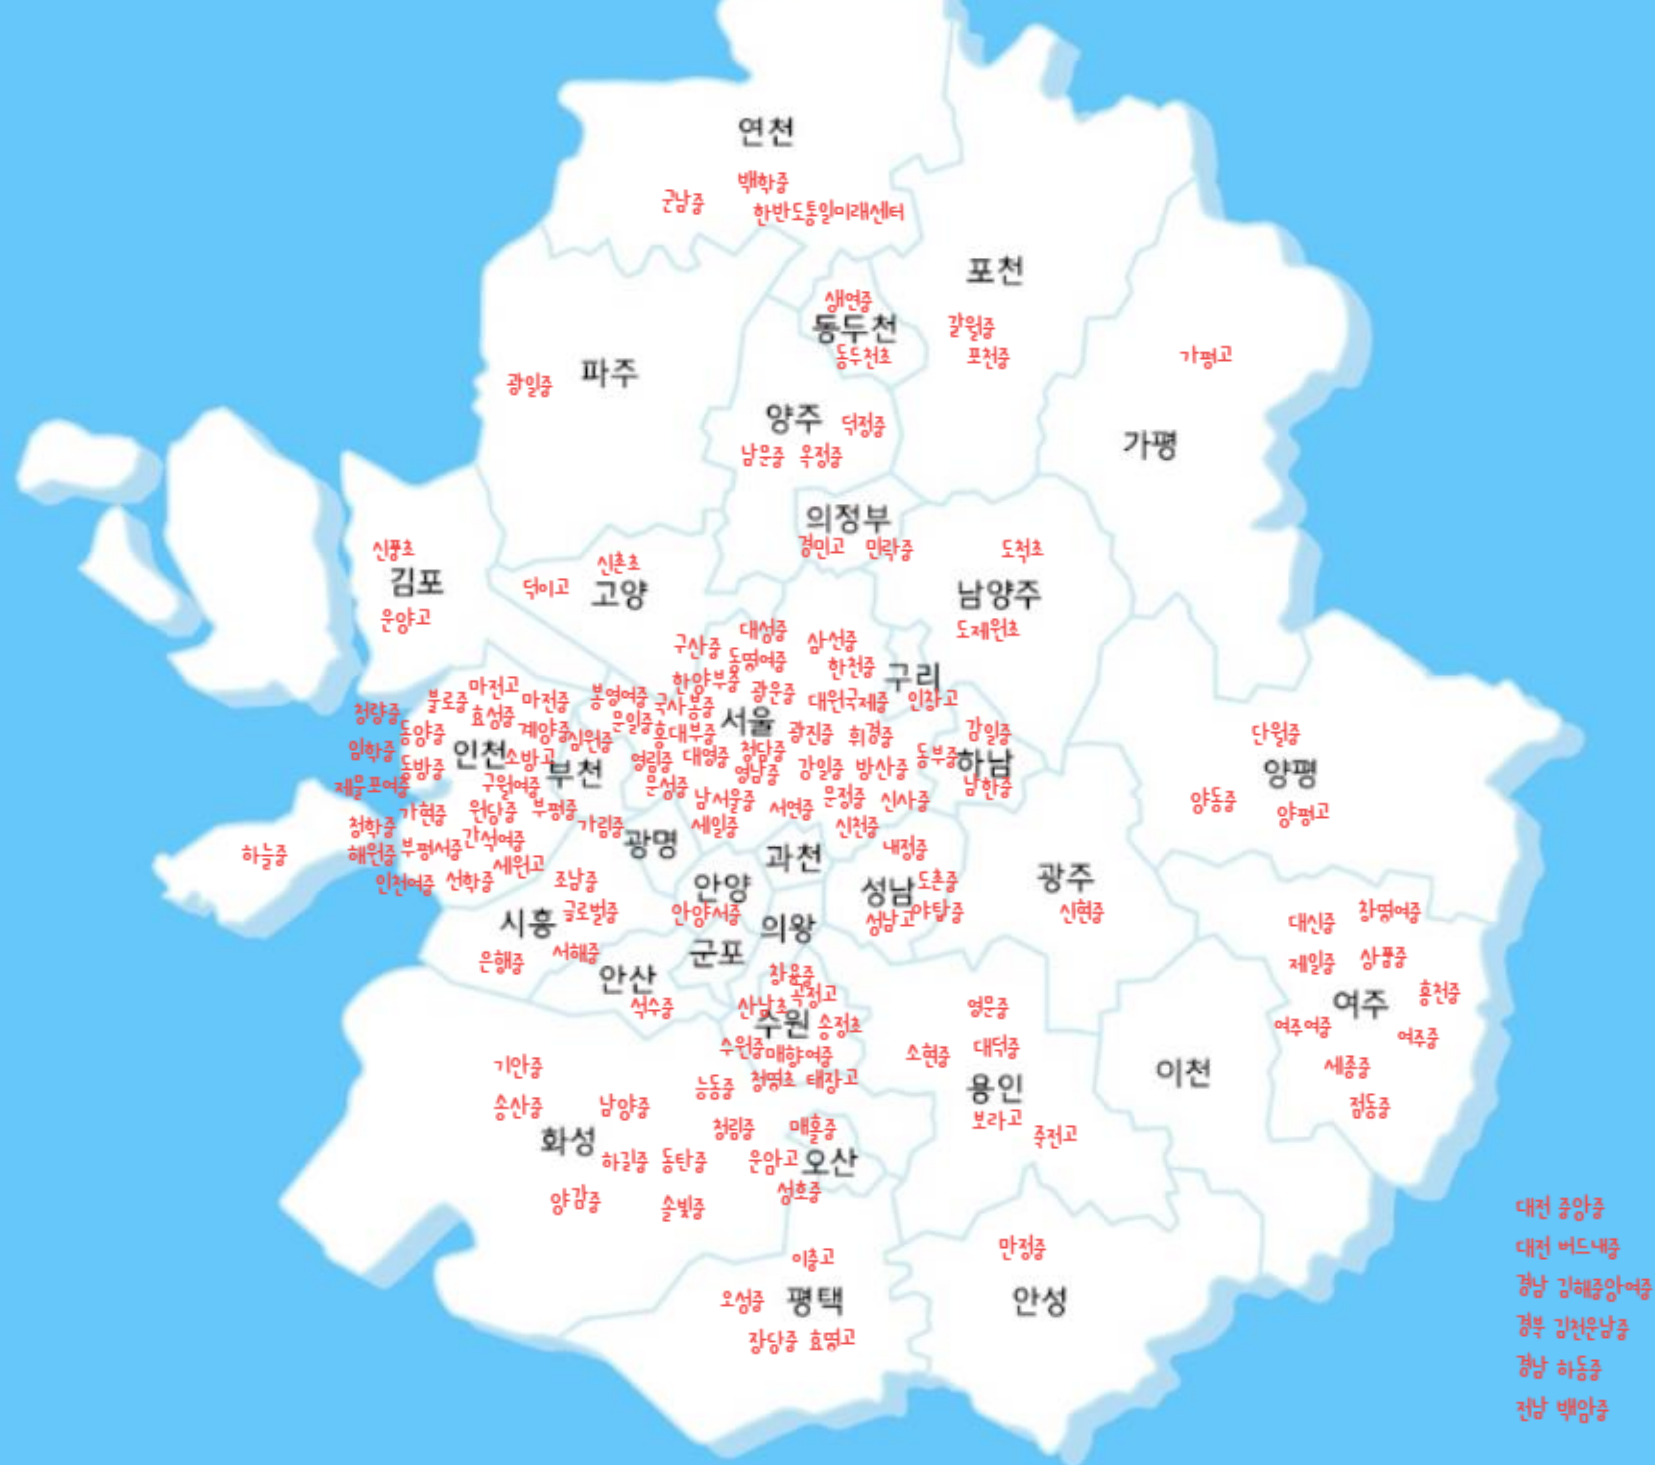 연천
백학중
군남중
한반도통일미래센터
포천
갈월중
포천중
생연중
동두천
동두천초
가평고
가평
파주
광일중
양주
덕정중
남문중 옥정중
의정부
경민고 민락중
도척초
남양주
도제원초
신풍초
김포
운양고
신촌초
덕이고
고양
대성중
구산중
삼선중
동명여중
한천중
한양부중
광운중
구리
대원국제중
인창고
봉영여중
국사봉중
문일중
서울
홍대부중
광진중
휘경중
영림중
대영중
청담중
영남중
강일중
방산중
문성중
남서울중
서연중
문정중
신사중
세일중
신천중
마전고
불로중
마전중
청량중
효성중
동양중
계양중
심원중
임학중
인천
소방고
부천
동방중
제물포여중
구월여중
가현중
원당중
부평중
가림중
청학중
간석여중
해원중
부평서중
세원고
인천여중
선학중
하늘중
감일중
동부중
하남
남한중
단월중
양평
양동중
양평고
광명
과천
안양
안양서중
의왕
군포
내정중
성남
도촌중
성남고
야탑중
광주
신현중
조남중
시흥
글로벌중
은행중
서해중
안산
석수중
창용중
곡정고
산남초
수원
송정초
수원중
매향여중
능동중
청명초
태장고
대신중
창명여중
제일중
상품중
여주
홍천중
여주여중
여주중
세종중
점동중
이천
영문중
소현중
대덕중
용인
보라고
죽전고
기안중
송산중
남양중
화성
하길중
동탄중
양감중
솔빛중
청림중
매홀중
운암고
오산
성호중
이충고
오성중
평택
장당중 효명고
만정중
안성
대전 중앙중
대전 버드내중
경남 김해중앙여중
경북 김천운남중
경남 하동중
전남 백암중